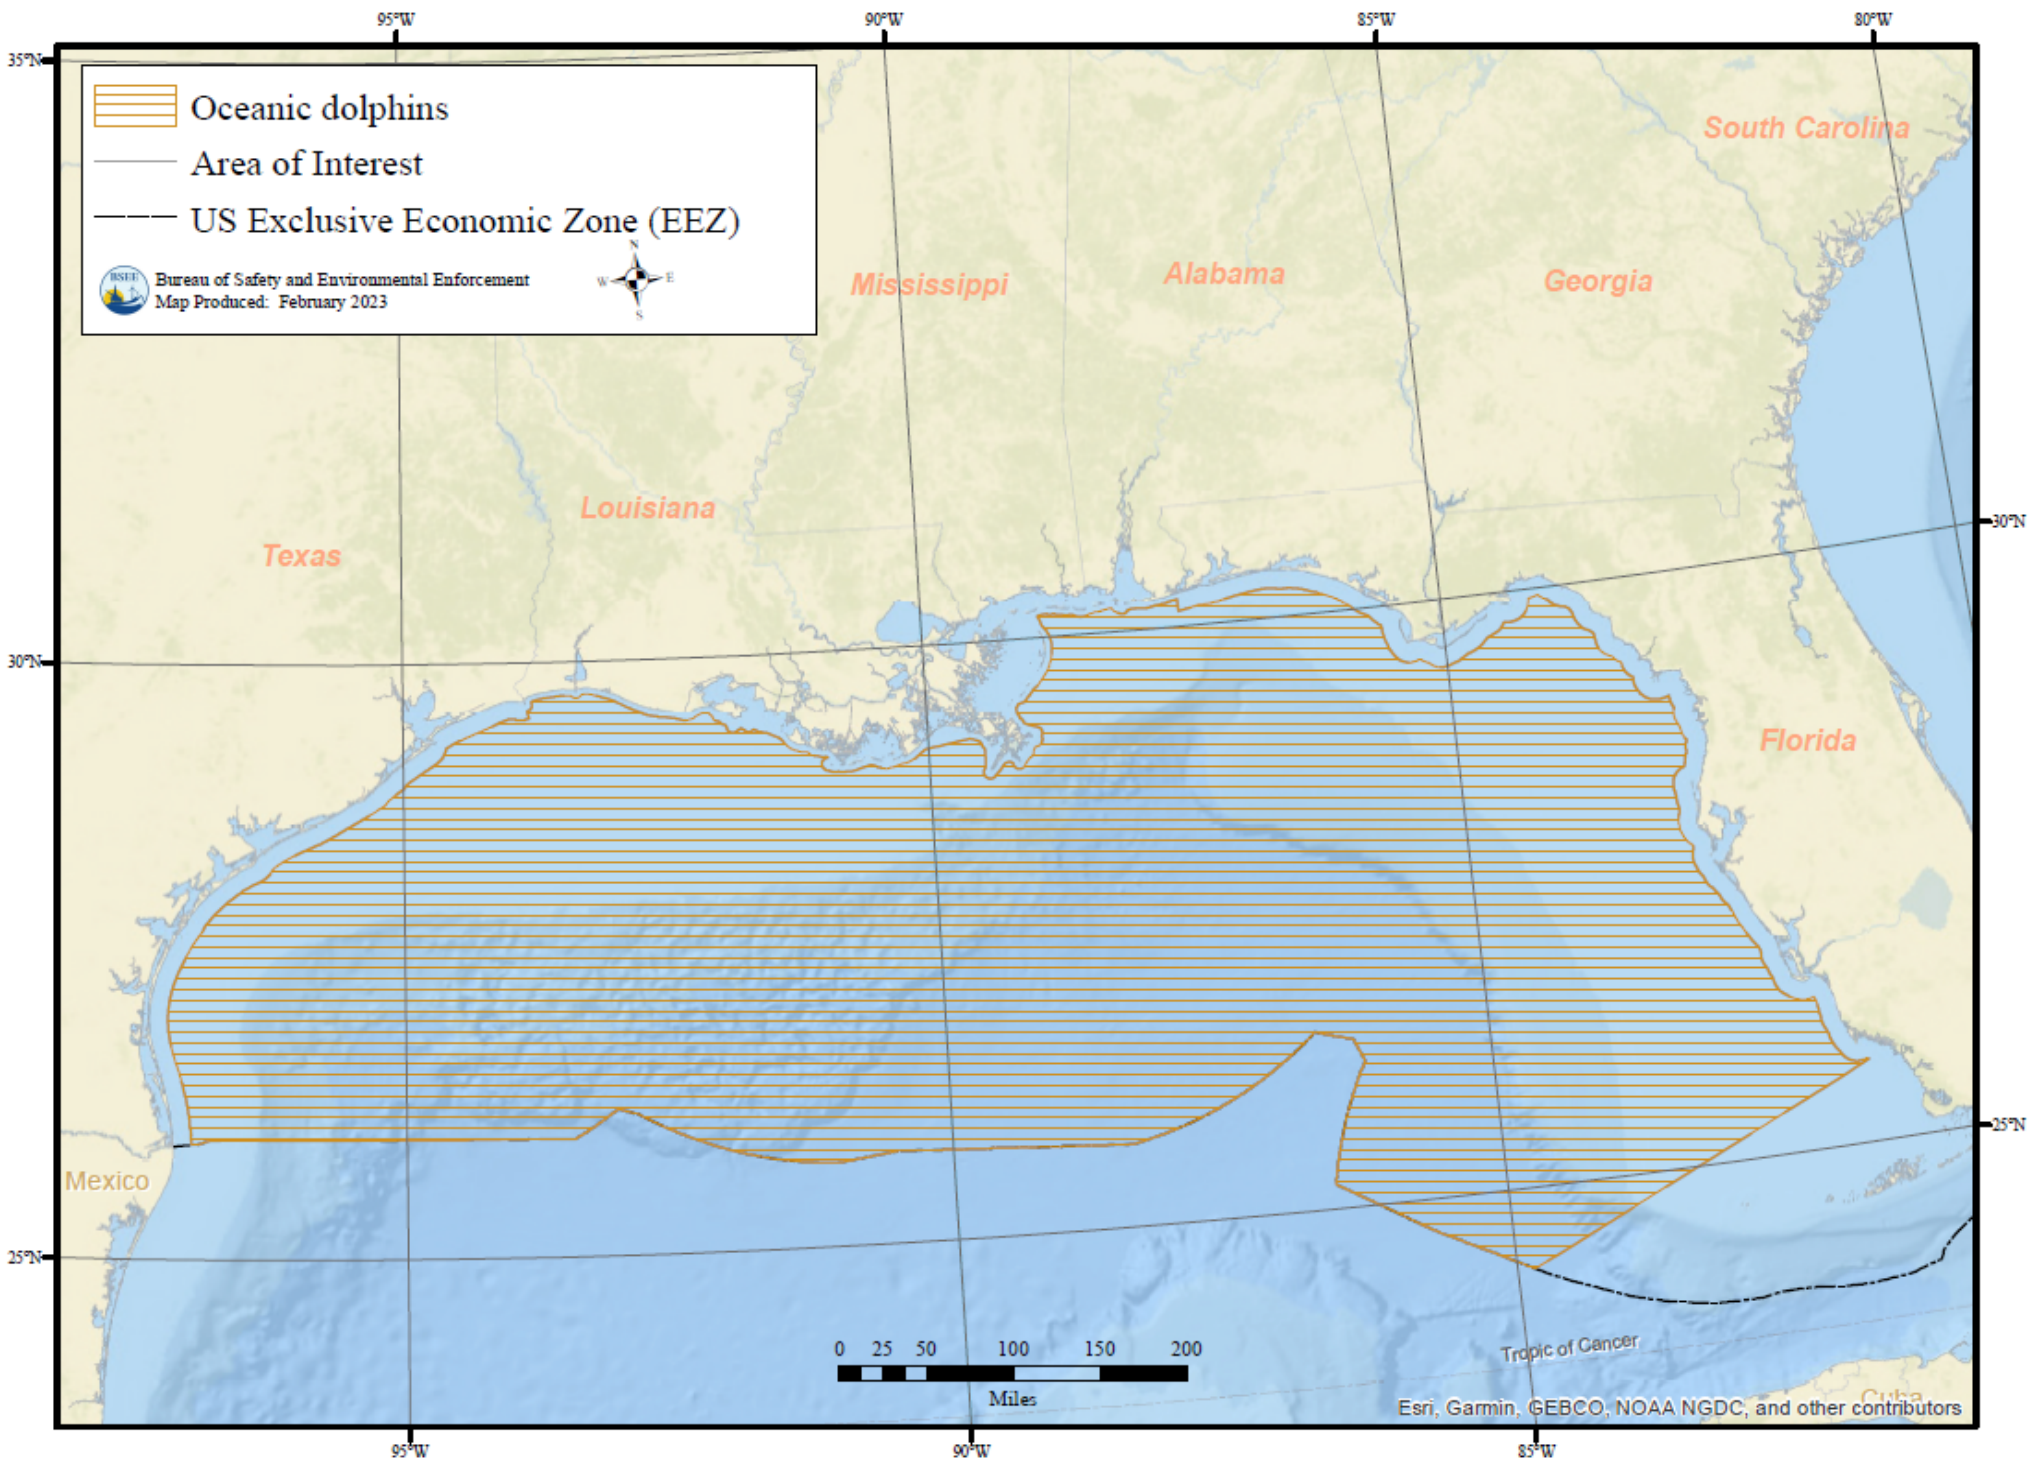 95°W 90°W 85°W 80°W
35°N
Oceanic dolphins
Area of Interest
US Exclusive Economic Zone (EEZ)
N
W E
S
BSEE
Bureau of Safety and Environmental Enforcement
Map Produced: February 2023
South Carolina
Mississippi
Alabama
Georgia
Louisiana
Texas
30°N
30°N
Florida
25°N
Mexico
25°N
0 25 50 100 150 200
Miles
Tropic of Cancer
Cuba
Esri, Garmin, GEBCO, NOAA NGDC, and other contributors
95°W 90°W 85°W